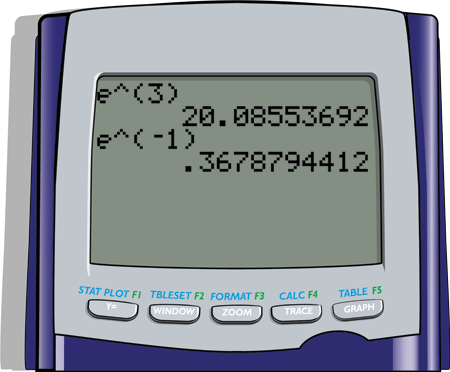 e^(3)
20.08553692
e^(-1)
.3678794412
STAT PLOT F1 TBLESET F2 FORMAT F3 CALC F4 TABLE F5
Y= WINDOW ZOOM TRACE GRAPH